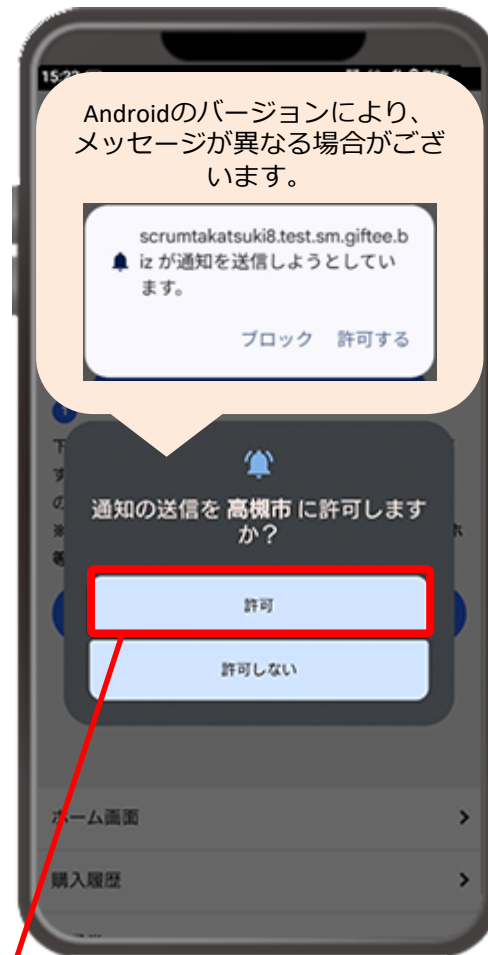 15:22
Androidのバージョンにより、
メッセージが異なる場合がござ
います。
scrumtakatsuki8.test.sm.giftee.b
iz が通知を送信しようとしてい
ます。
ブロック 許可する
1
通知の送信を 高槻市 に許可します
か？
許可
許可しない
ホーム画面
購入履歴